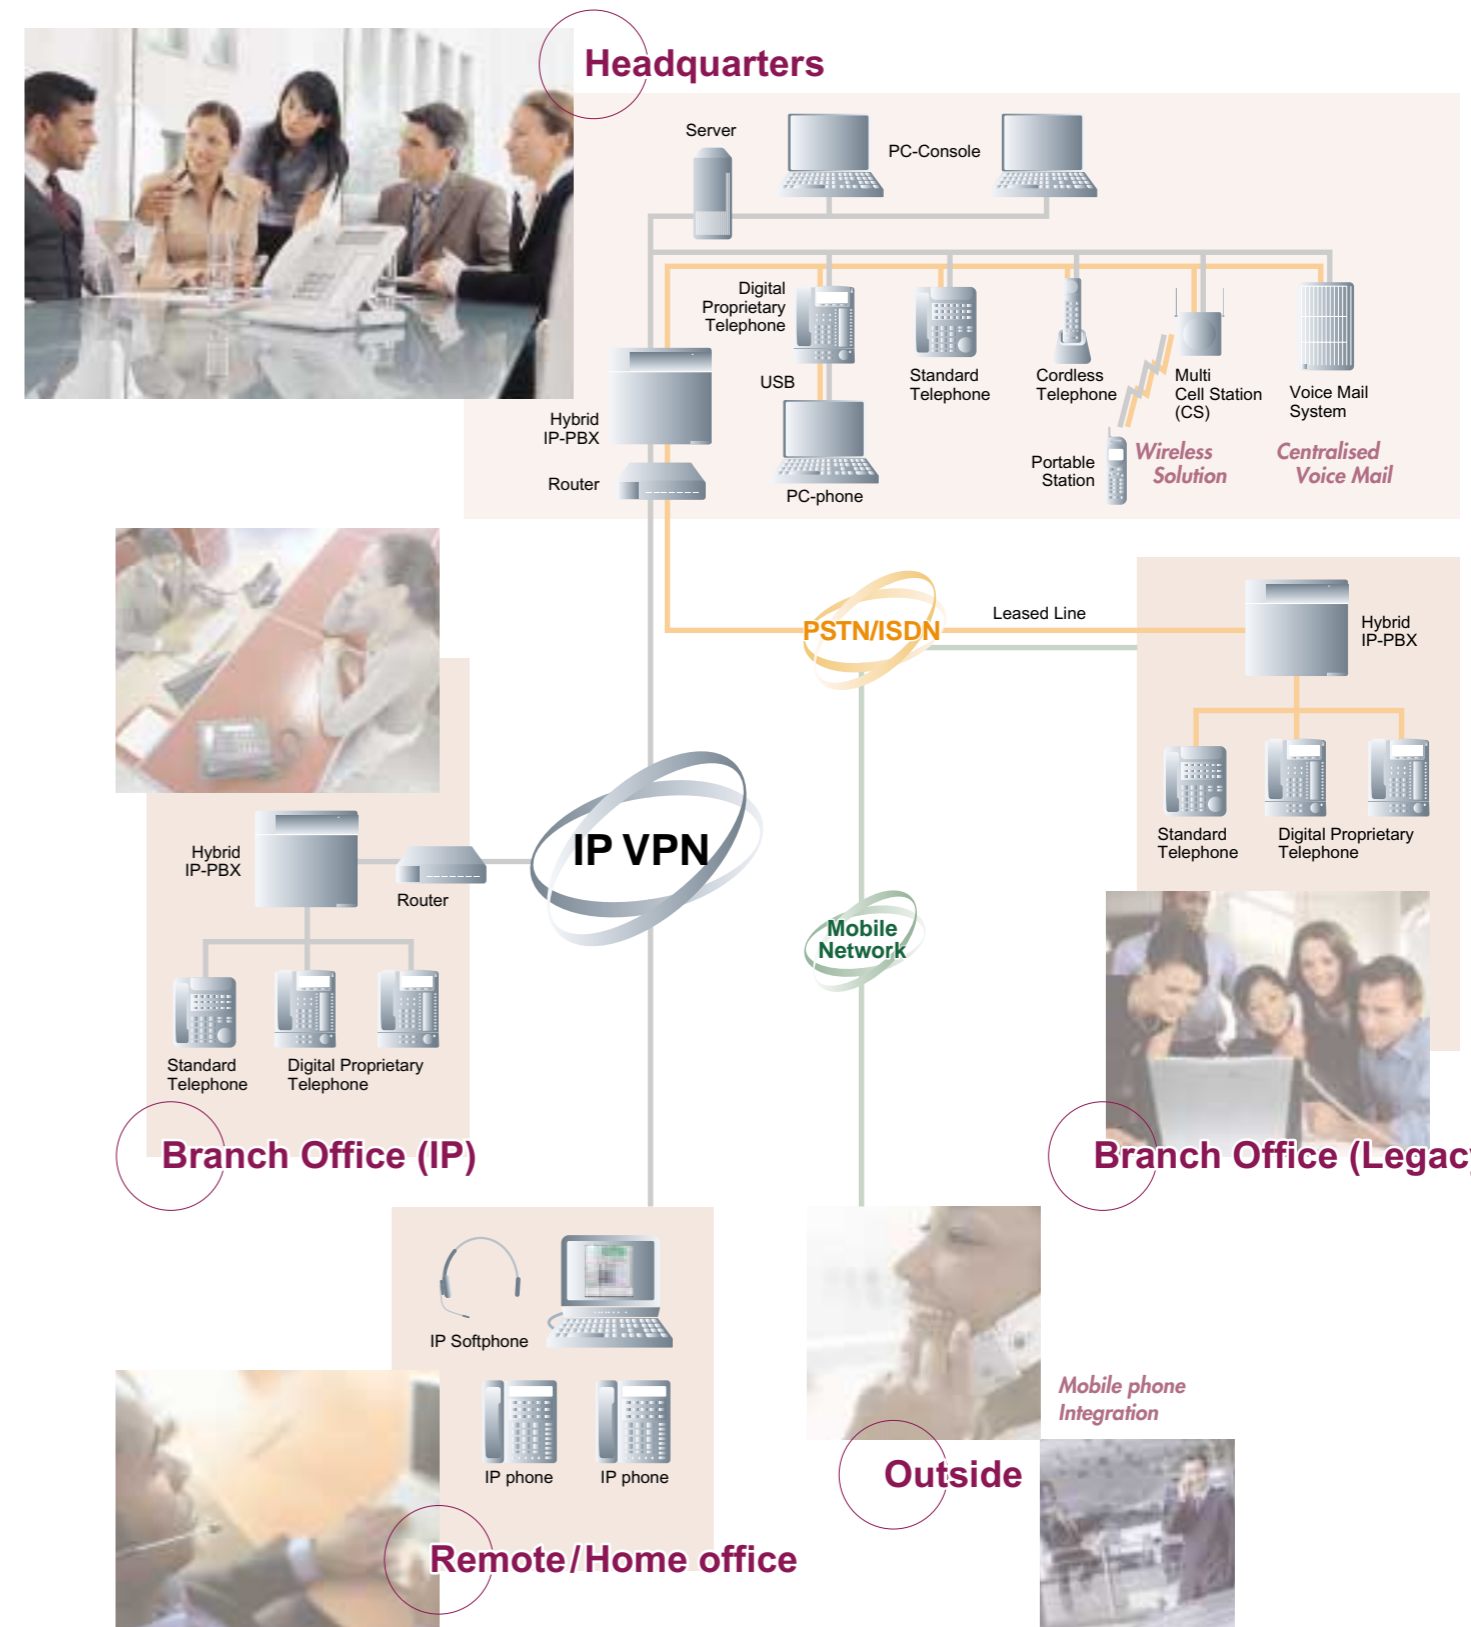 Headquarters
Server
PC-Console
Digital
Proprietary
Telephone
USB
Standard
Telephone
Cordless
Telephone
Multi
Cell Station
(CS)
Voice Mail
System
Hybrid
IP-PBX
Router
PC-phone
Portable
Station
Wireless
Solution
Centralised
Voice Mail
PSTN/ISDN
Leased Line
Hybrid
IP-PBX
Standard
Telephone
Digital Proprietary
Telephone
IP VPN
Hybrid
IP-PBX
Router
Mobile
Network
Standard
Telephone
Digital Proprietary
Telephone
Branch Office (IP)
Branch Office (Legacy
IP Softphone
IP phone
IP phone
Mobile phone
Integration
Outside
Remote/Home office